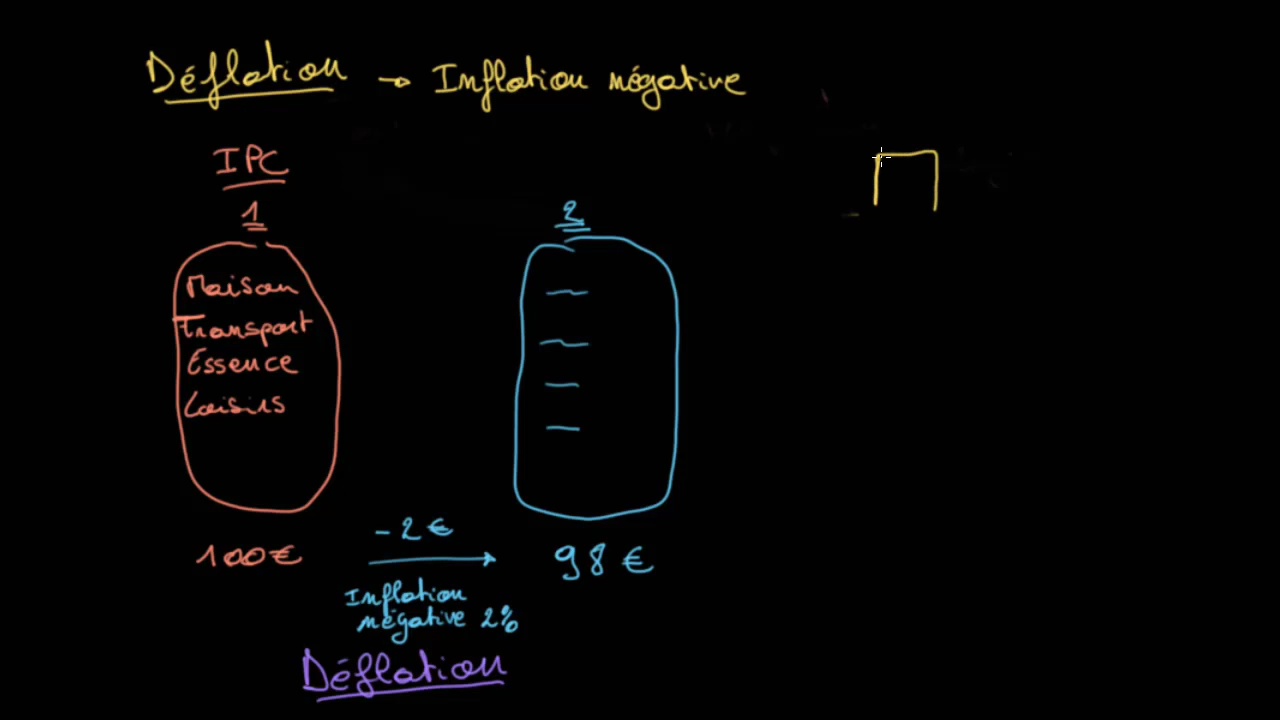 Déflation → Inflation négative
IPC
1
2
Maison
Transport
Essence
Loisirs
- 2 €
100€
98 €
Inflation
négative 2%
Déflation